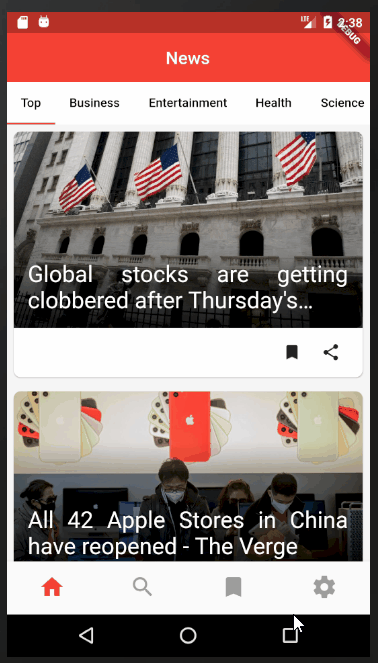 LTE 2:38
DEBUG
News
Top Business Entertainment Health Science
Global stocks are getting
clobbered after Thursday's...
All 42 Apple Stores in China
have reopened - The Verge